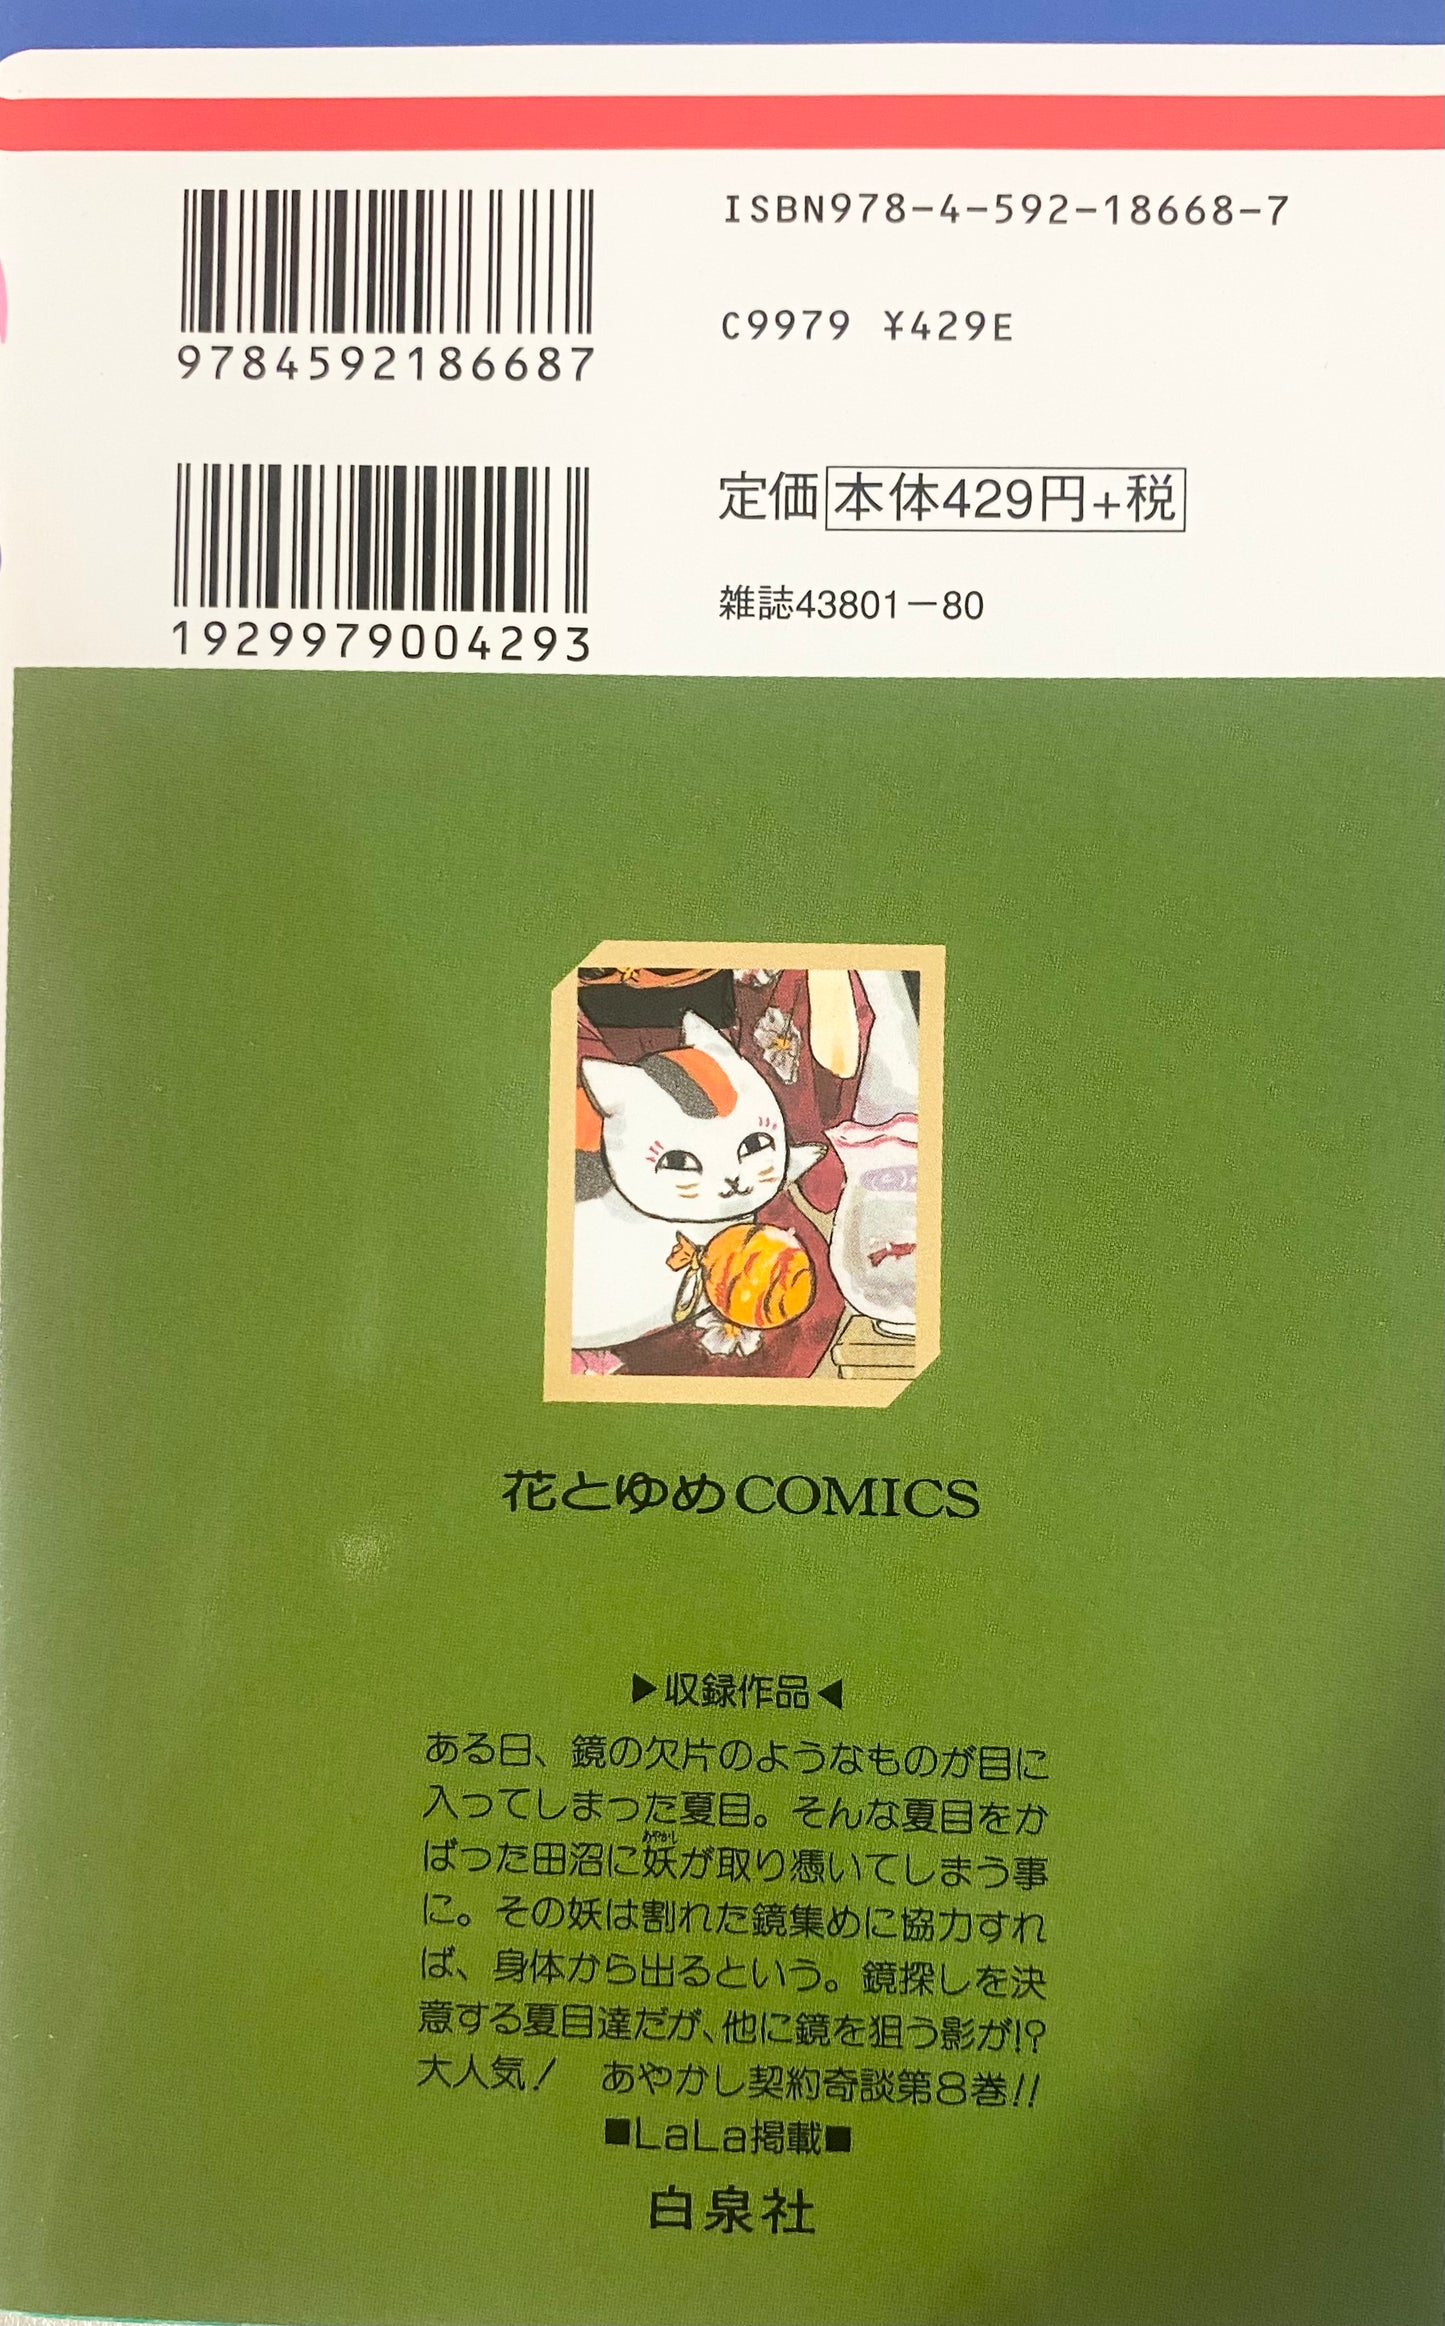 ISBN978-4-592-18668-7
9784592186687
C9979 ¥429E
定価本体429円+税
雑誌43801-80
1929979004293
花とゆめCOMICS
▶収録作品◀
ある日、鏡の欠片のようなものが目に
入ってしまった夏目。そんな夏目をか
あやかし
ばった田沼に妖が取り憑いてしまう事
に。その妖は割れた鏡集めに協力すれ
ば、身体から出るという。鏡探しを決
意する夏目達だが、他に鏡を狙う影が!?
大人気！ あやかし契約奇談第8巻!!
■LaLa掲載■
白泉社